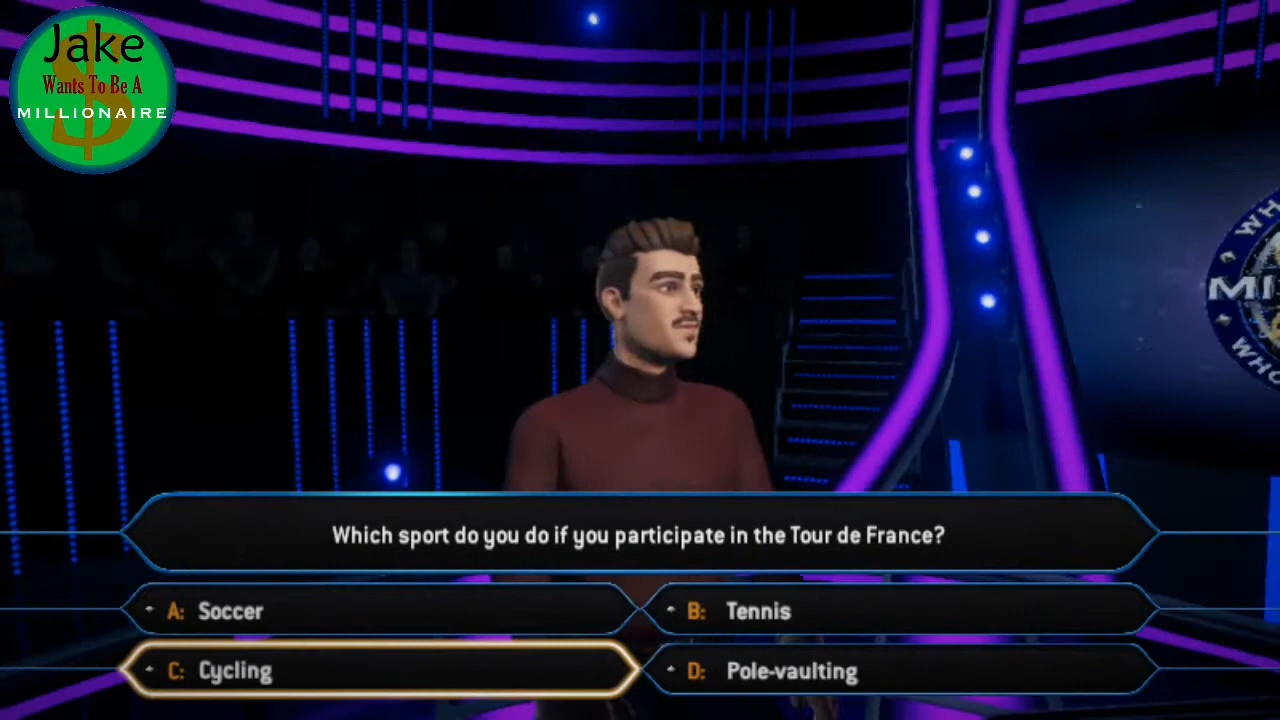 Jake
Wants To Be A
MILLIONAIRE
Which sport do you do if you participate in the Tour de France?
A: Soccer
B: Tennis
C: Cycling
D: Pole-vaulting